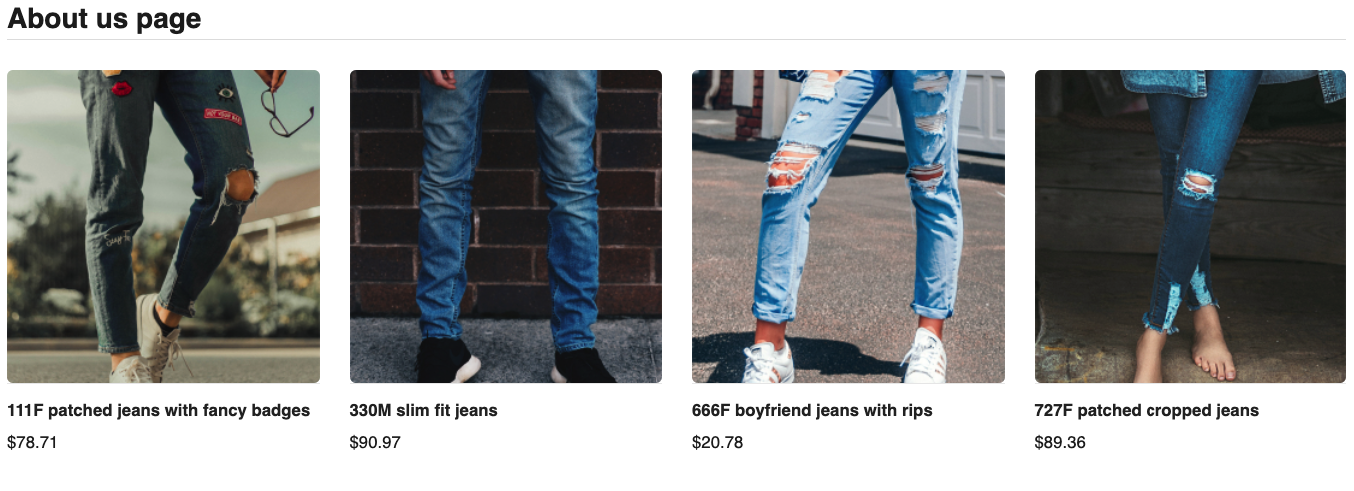 About us page
111F patched jeans with fancy badges
330M slim fit jeans
666F boyfriend jeans with rips
727F patched cropped jeans
$78.71
$90.97
$20.78
$89.36